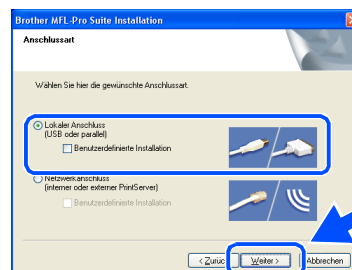 Brother MFL-Pro Suite Installation
Anschlussart
Wählen Sie hier die gewünschte Anschlussart.
Lokaler Anschluss
(USB oder parallel)
Benutzerdefinierte Installation
Netzwerkanschluss
(interner oder externer PrintServer)
Benutzerdefinierte Installation
< Zurüc Weiter > Abbrechen